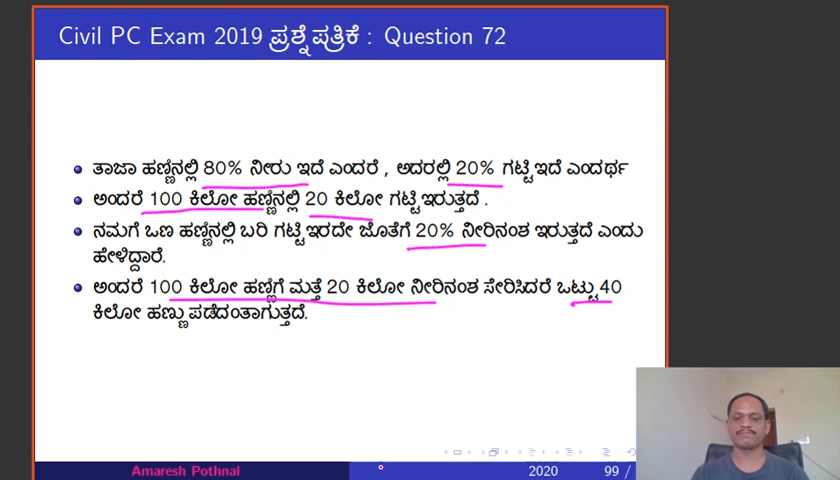 Civil PC Exam 2019 ಪ್ರಶ್ನೆಪತ್ರಿಕೆ : Question 72
ತಾಜಾ ಹಣ್ಣಿನಲ್ಲಿ 80% ನೀರು ಇದೆ ಎಂದರೆ , ಅದರಲ್ಲಿ 20% ಗಟ್ಟಿ ಇದೆ ಎಂದರ್ಥ
ಅಂದರೆ 100 ಕಿಲೋ ಹಣ್ಣಿನಲ್ಲಿ 20 ಕಿಲೋ ಗಟ್ಟಿ ಇರುತ್ತದೆ .
ನಮಗೆ ಒಣ ಹಣ್ಣಿನಲ್ಲಿ ಬರಿ ಗಟ್ಟಿ ಇರದೇ ಜೊತೆಗೆ 20% ನೀರಿನಂಶ ಇರುತ್ತದೆ ಎಂದು
ಹೇಳಿದ್ದಾರೆ.
ಅಂದರೆ 100 ಕಿಲೋ ಹಣ್ಣಿಗೆ ಮತ್ತೆ 20 ಕಿಲೋ ನೀರಿನಂಶ ಸೇರಿಸಿದರೆ ಒಟ್ಟು 40
ಕಿಲೋ ಹಣ್ಣು ಪಡೆದಂತಾಗುತ್ತದೆ.
Amaresh Pothnal 2020 99 /